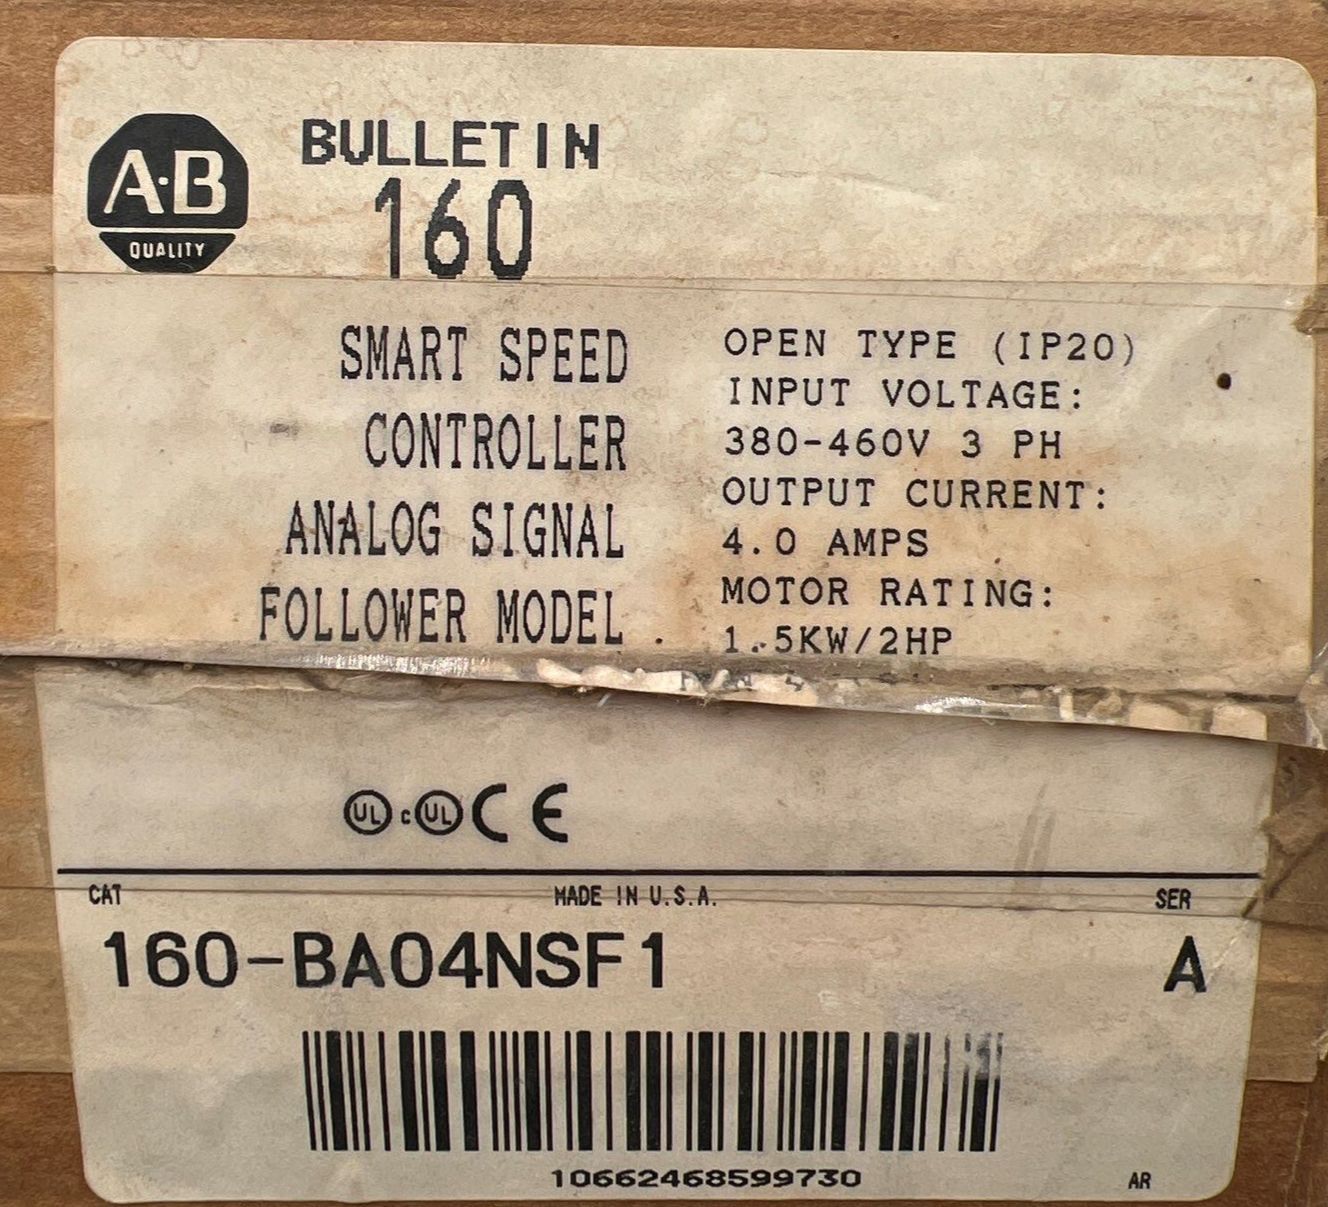 A·B
QUALITY
BULLETIN
160
SMART SPEED
CONTROLLER
ANALOG SIGNAL
FOLLOWER MODEL .
OPEN TYPE (IP20)
INPUT VOLTAGE:
380-460V 3 PH
OUTPUT CURRENT:
4.0 AMPS
MOTOR RATING:
1.5KW/2HP
UL c UL CE
CAT MADE IN U.S.A. SER
160-BA04NSF1 A
10662468599730 AR